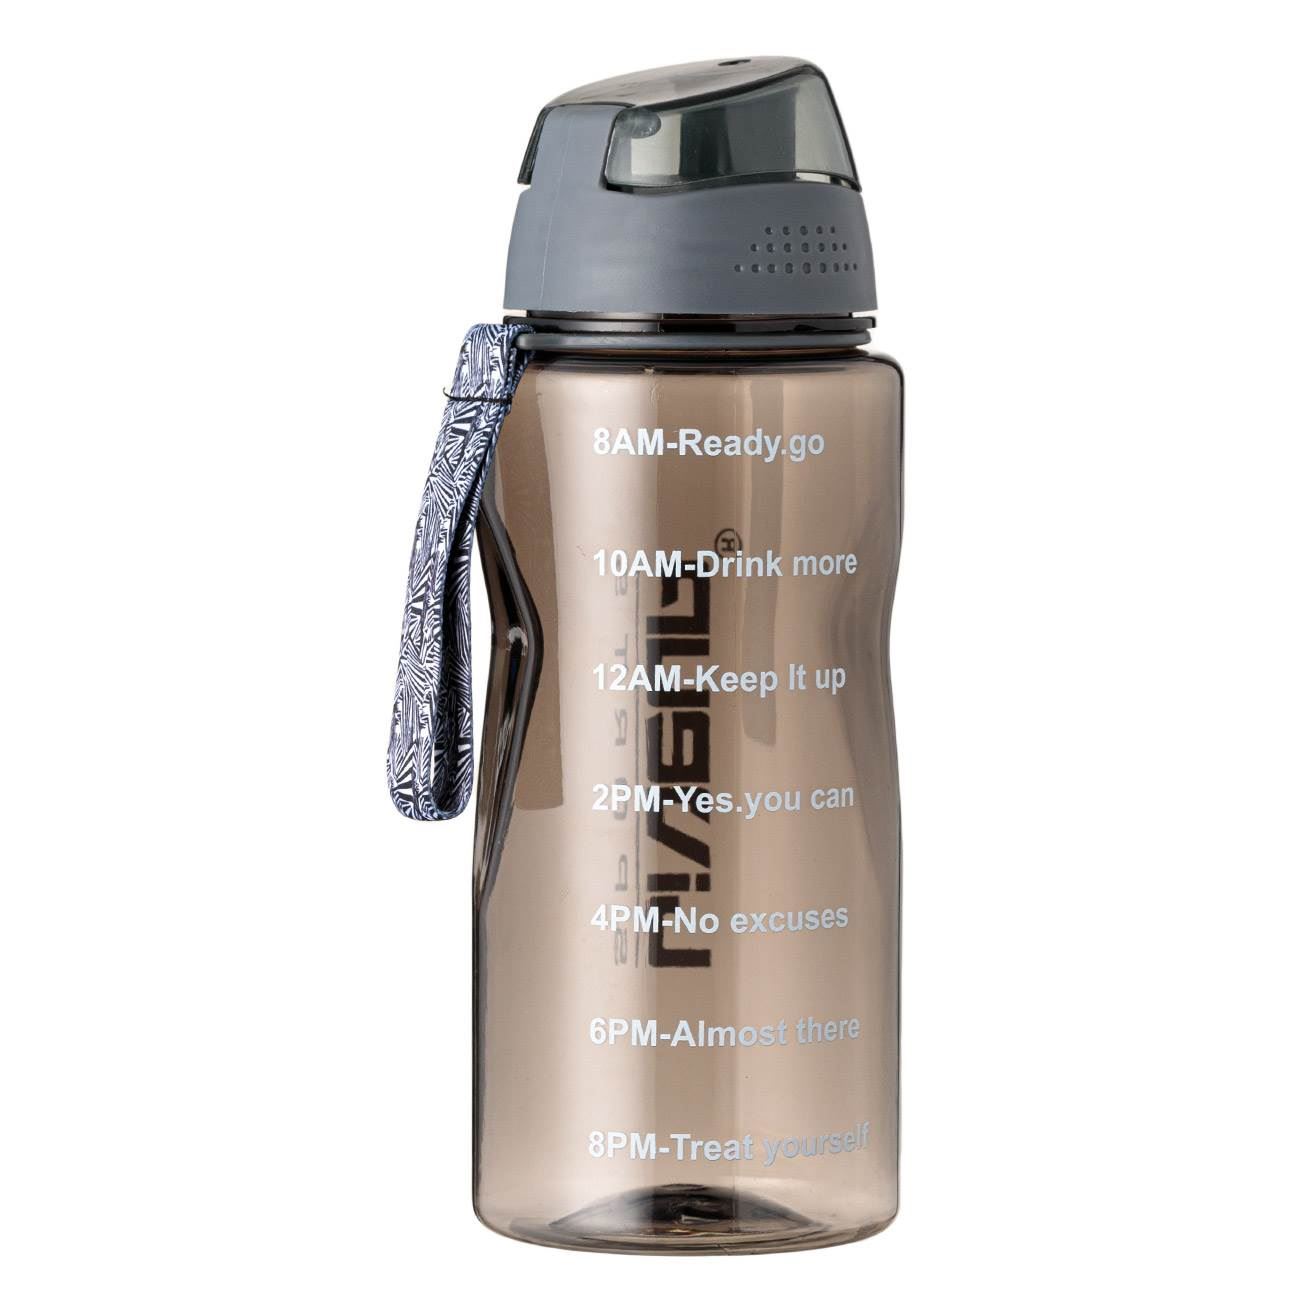 8AM-Ready.go
10AM-Drink more
12AM-Keep It up
2PM-Yes.you can
4PM-No excuses
6PM-Almost there
8PM-Treat yourself
SPORTS
®